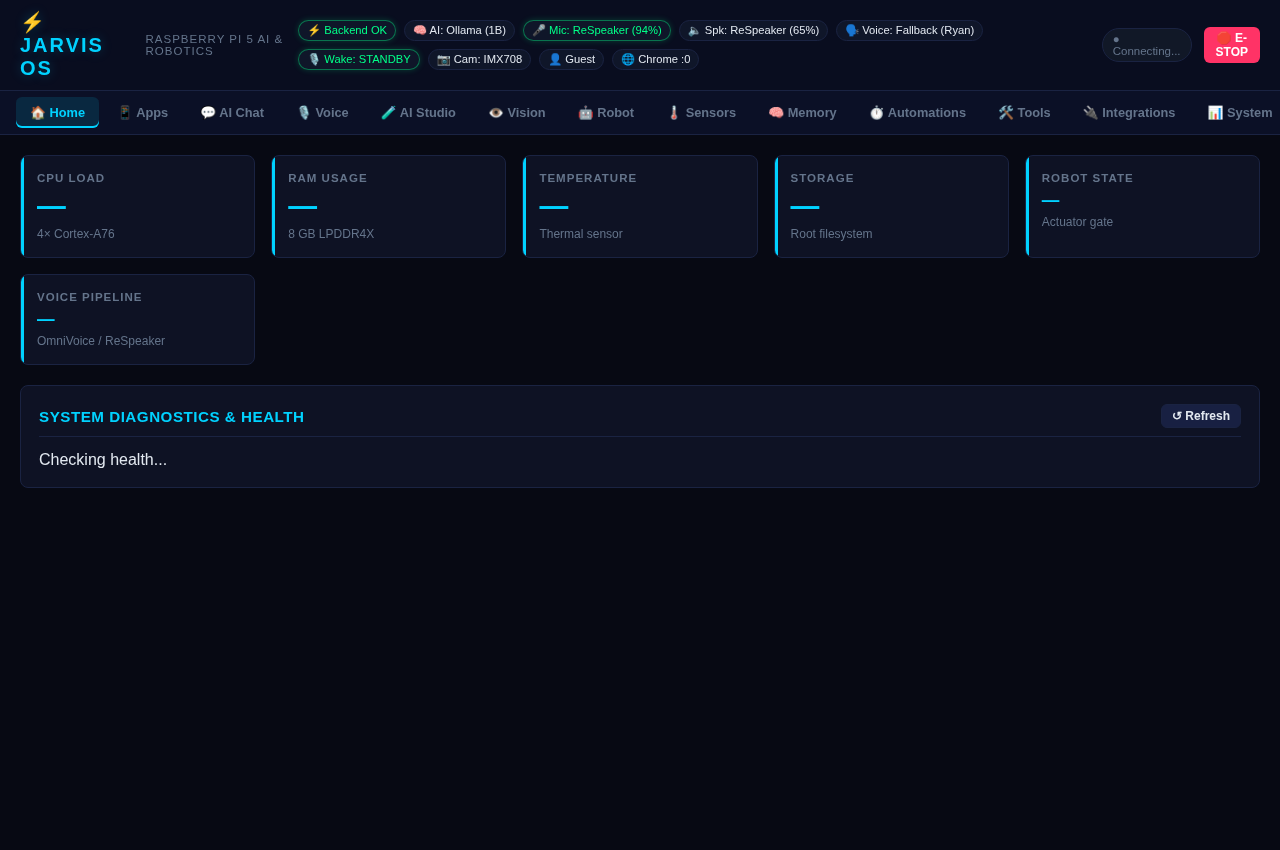 ⚡
JARVIS
OS
RASPBERRY PI 5 AI &
ROBOTICS
⚡ Backend OK
🧠 AI: Ollama (1B)
🎤 Mic: ReSpeaker (94%)
🔈 Spk: ReSpeaker (65%)
🗣️ Voice: Fallback (Ryan)
🎙️ Wake: STANDBY
📷 Cam: IMX708
👤 Guest
🌐 Chrome :0
●
Connecting...
🛑 E-
STOP
🏠 Home
📱 Apps
💬 AI Chat
🎙️ Voice
🧪 AI Studio
👁️ Vision
🤖 Robot
🌡️ Sensors
🧠 Memory
⏱️ Automations
🛠️ Tools
🔌 Integrations
📊 System
CPU LOAD
—
4× Cortex-A76
RAM USAGE
—
8 GB LPDDR4X
TEMPERATURE
—
Thermal sensor
STORAGE
—
Root filesystem
ROBOT STATE
—
Actuator gate
VOICE PIPELINE
—
OmniVoice / ReSpeaker
SYSTEM DIAGNOSTICS & HEALTH
↺ Refresh
Checking health...